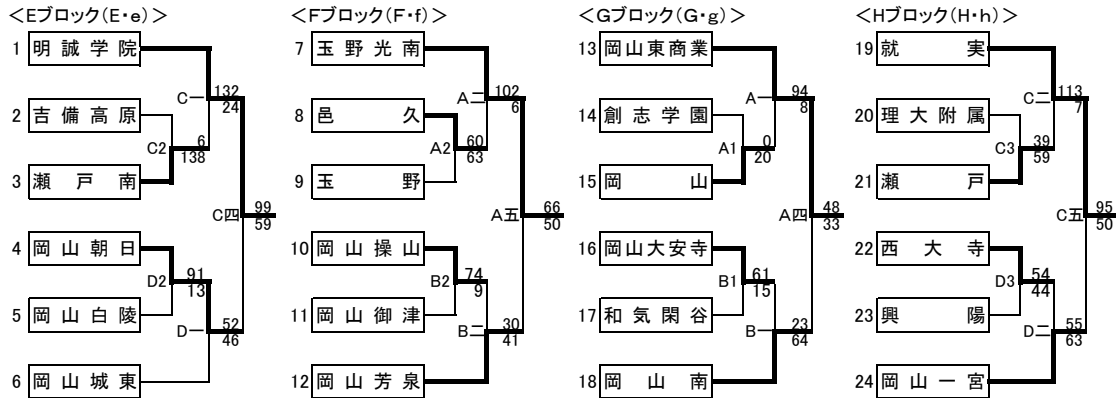 ＜Eブロック(E・e)＞
1 明誠学院
132
C一 24
2 吉備高原
6
C2 138
3 瀬戸南
99
C四 59
4 岡山朝日
91
D2 13
5 岡山白陵
52
D一 46
6 岡山城東
＜Fブロック(F・f)＞
7 玉野光南
102
A二 6
8 邑久
60
A2 63
9 玉野
66
A五 50
10 岡山操山
74
B2 9
11 岡山御津
30
B二 41
12 岡山芳泉
＜Gブロック(G・g)＞
13 岡山東商業
94
A一 8
14 創志学園
0
A1 20
15 岡山
48
A四 33
16 岡山大安寺
61
B1 15
17 和気閑谷
23
B一 64
18 岡山南
＜Hブロック(H・h)＞
19 就実
113
C二 7
20 理大附属
39
C3 59
21 瀬戸
95
C五 50
22 西大寺
54
D3 44
23 興陽
55
D二 63
24 岡山一宮